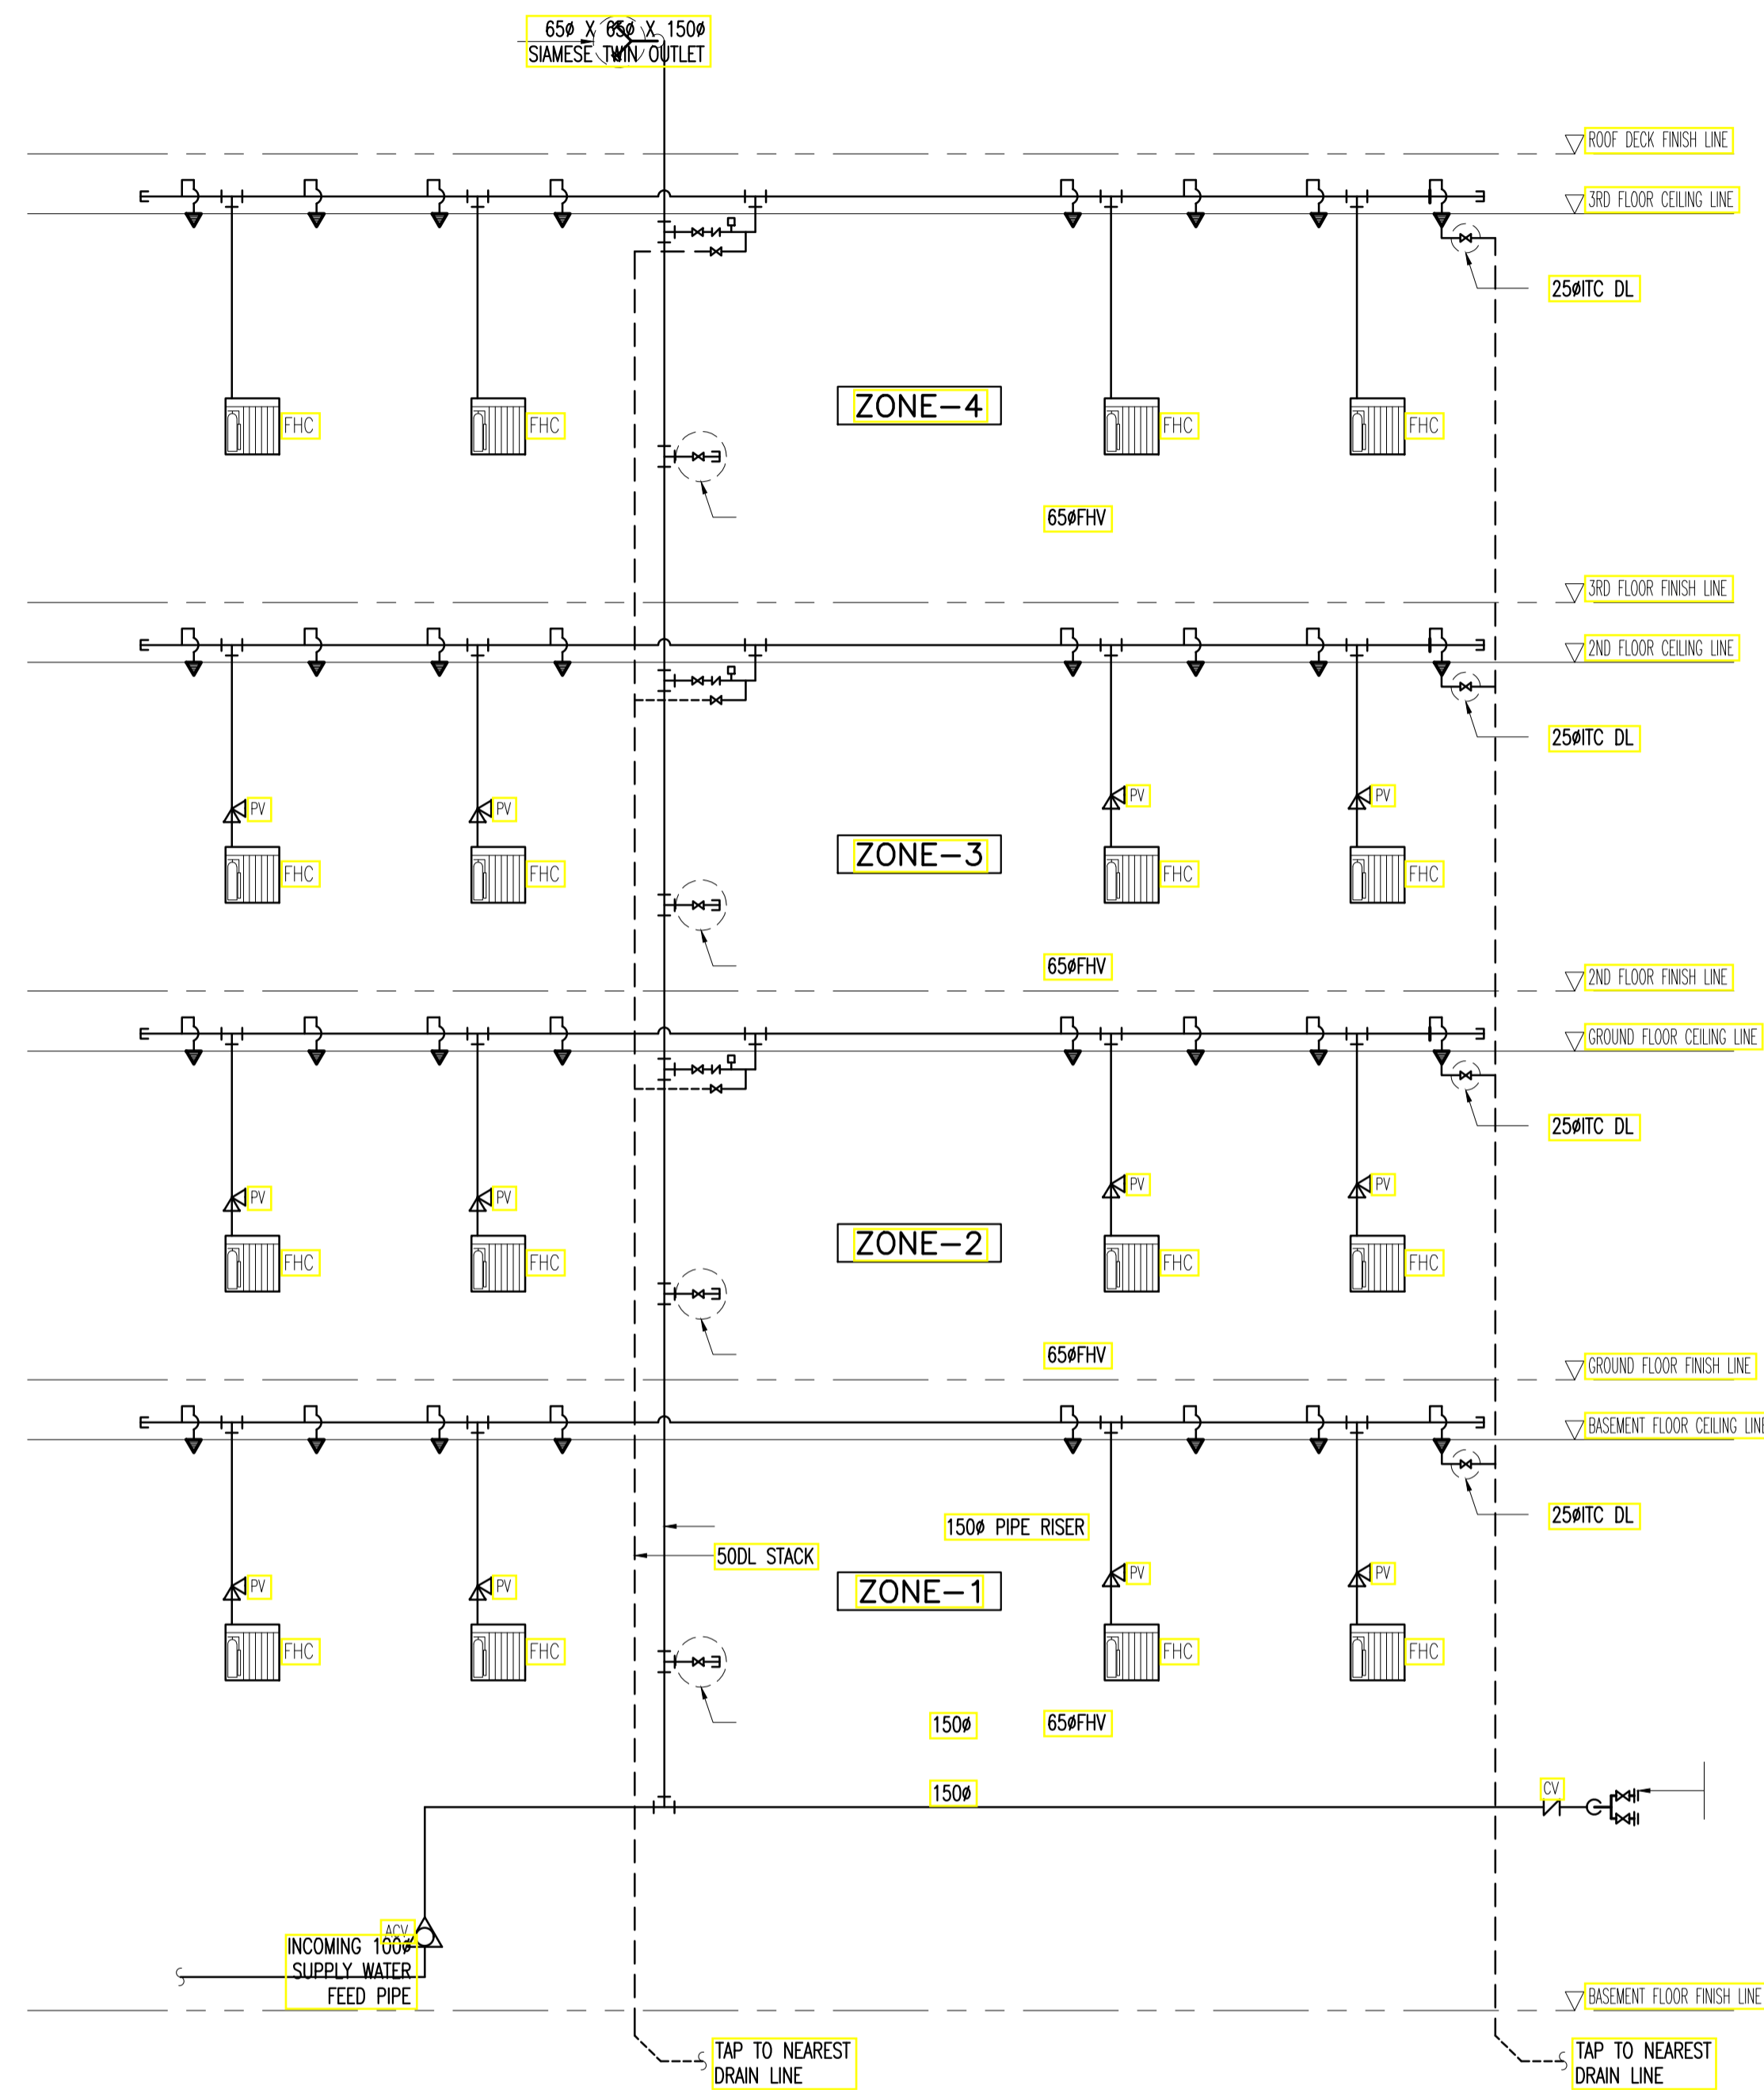 65ø X 65ø X 150ø
SIAMESE TWIN OUTLET
ROOF DECK FINISH LINE
3RD FLOOR CEILING LINE
25øITC DL
ZONE-4
FHC
FHC
FHC
FHC
65øFHV
3RD FLOOR FINISH LINE
2ND FLOOR CEILING LINE
25øITC DL
PV
PV
PV
PV
ZONE-3
FHC
FHC
FHC
FHC
65øFHV
2ND FLOOR FINISH LINE
GROUND FLOOR CEILING LINE
25øITC DL
PV
PV
PV
PV
ZONE-2
FHC
FHC
FHC
FHC
65øFHV
GROUND FLOOR FINISH LINE
BASEMENT FLOOR CEILING LINE
25øITC DL
150ø PIPE RISER
50DL STACK
PV
PV
PV
PV
ZONE-1
FHC
FHC
FHC
FHC
150ø
65øFHV
150ø
CV
ACV
INCOMING 100ø
SUPPLY WATER
FEED PIPE
BASEMENT FLOOR FINISH LINE
TAP TO NEAREST
DRAIN LINE
TAP TO NEAREST
DRAIN LINE